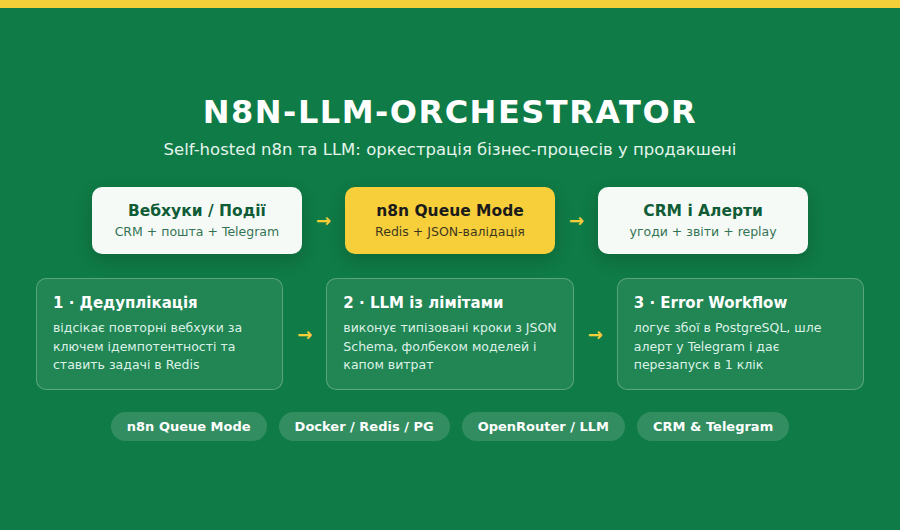 N8N-LLM-ORCHESTRATOR
Self-hosted n8n та LLM: оркестрація бізнес-процесів у продакшені
Вебхуки / Події
CRM + пошта + Telegram
→
n8n Queue Mode
Redis + JSON-валідація
→
CRM і Алерти
угоди + звіти + replay
1 · Дедуплікація
відсікає повторні вебхуки за
ключем ідемпотентності та
ставить задачі в Redis
→
2 · LLM із лімітами
виконує типізовані кроки з JSON
Schema, фолбеком моделей і
капом витрат
→
3 · Error Workflow
логує збої в PostgreSQL, шле
алерт у Telegram і дає
перезапуск в 1 клік
n8n Queue Mode
Docker / Redis / PG
OpenRouter / LLM
CRM & Telegram